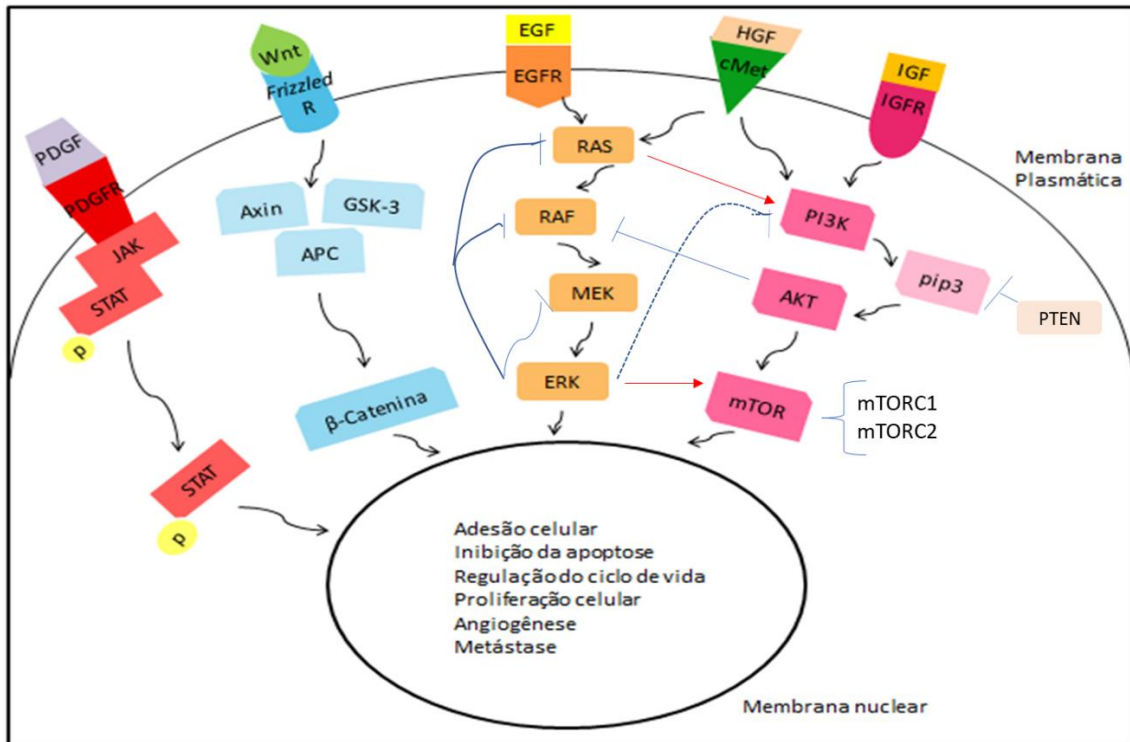 EGF
EGFR
HGF
cMet
Wnt
Frizzled
R
IGF
IGFR
PDGF
PDGFR
JAK
STAT
p
Axin
GSK-3
APC
β-Catenina
RAS
RAF
MEK
ERK
PI3K
pip3
AKT
PTEN
mTOR
mTORC1
mTORC2
Membrana
Plasmática
STAT
p
Adesão celular
Inibição da apoptose
Regulação do ciclo de vida
Proliferação celular
Angiogênese
Metástase
Membrana nuclear